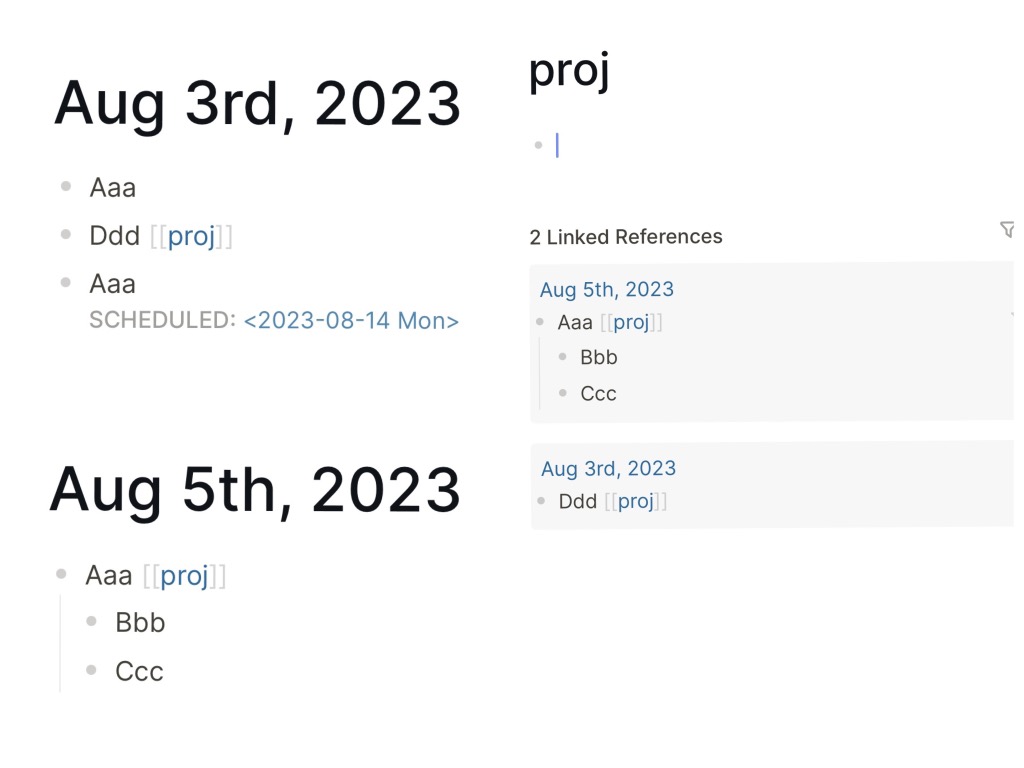 Aug 3rd, 2023
Aaa
Ddd [[proj]]
Aaa
SCHEDULED: <2023-08-14 Mon>
Aug 5th, 2023
Aaa [[proj]]
Bbb
Ccc
proj
2 Linked References
Aug 5th, 2023
Aaa [[proj]]
Bbb
Ccc
Aug 3rd, 2023
Ddd [[proj]]